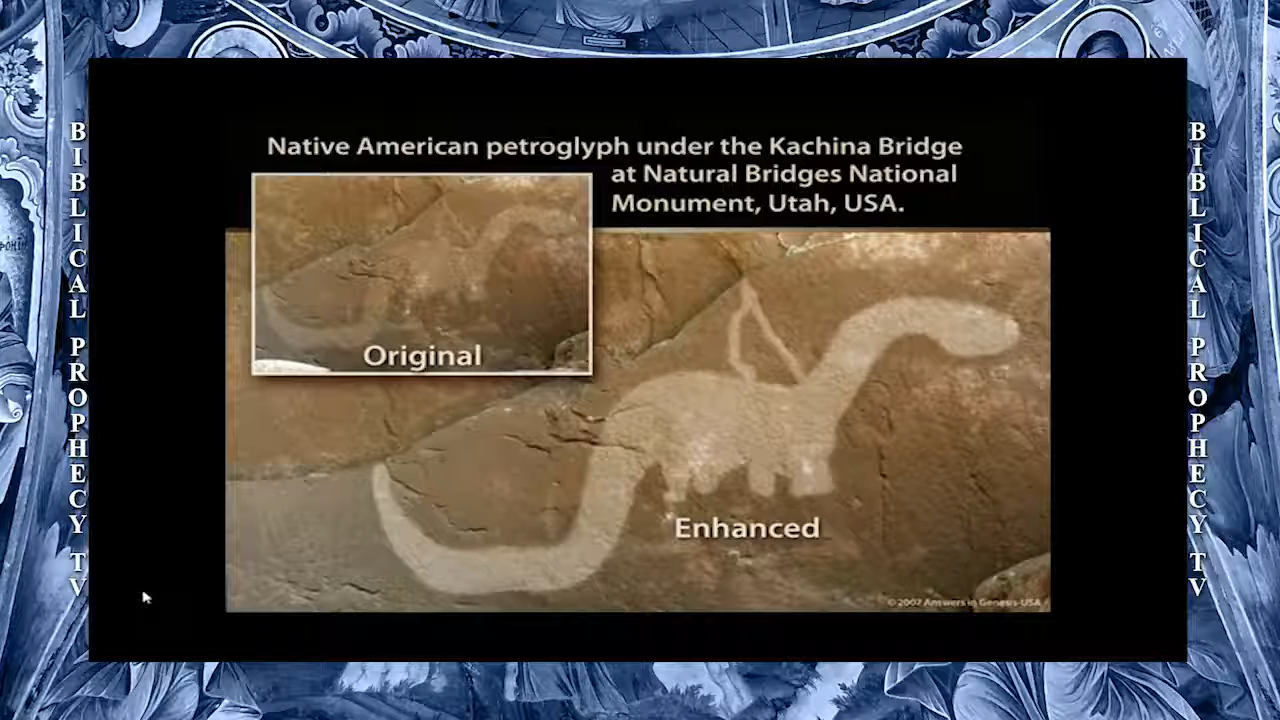 Native American petroglyph under the Kachina Bridge
at Natural Bridges National
Monument, Utah, USA.
Original
Enhanced
©2007 Answers in Genesis-USA
BIBLICAL PROPHECY TV
BIBLICAL PROPHECY TV